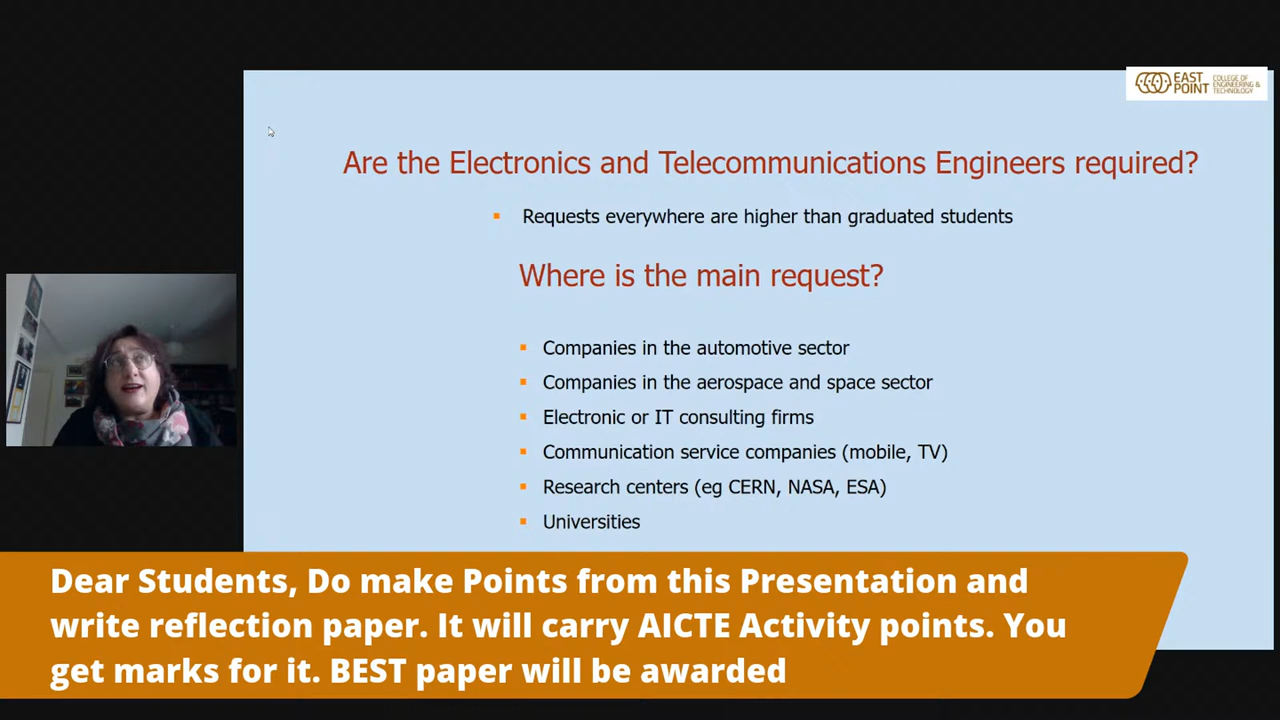 EAST
POINT
COLLEGE OF
ENGINEERING &
TECHNOLOGY
Are the Electronics and Telecommunications Engineers required?
Requests everywhere are higher than graduated students
Where is the main request?
Companies in the automotive sector
Companies in the aerospace and space sector
Electronic or IT consulting firms
Communication service companies (mobile, TV)
Research centers (eg CERN, NASA, ESA)
Universities
Dear Students, Do make Points from this Presentation and
write reflection paper. It will carry AICTE Activity points. You
get marks for it. BEST paper will be awarded